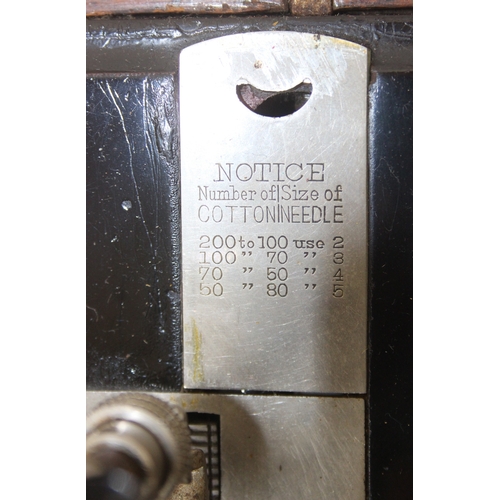 NOTICE
Number of|Size of
COTTON|NEEDLE
200 to 100 use 2
100 " 70 " 3
70 " 50 " 4
50 " 30 " 5